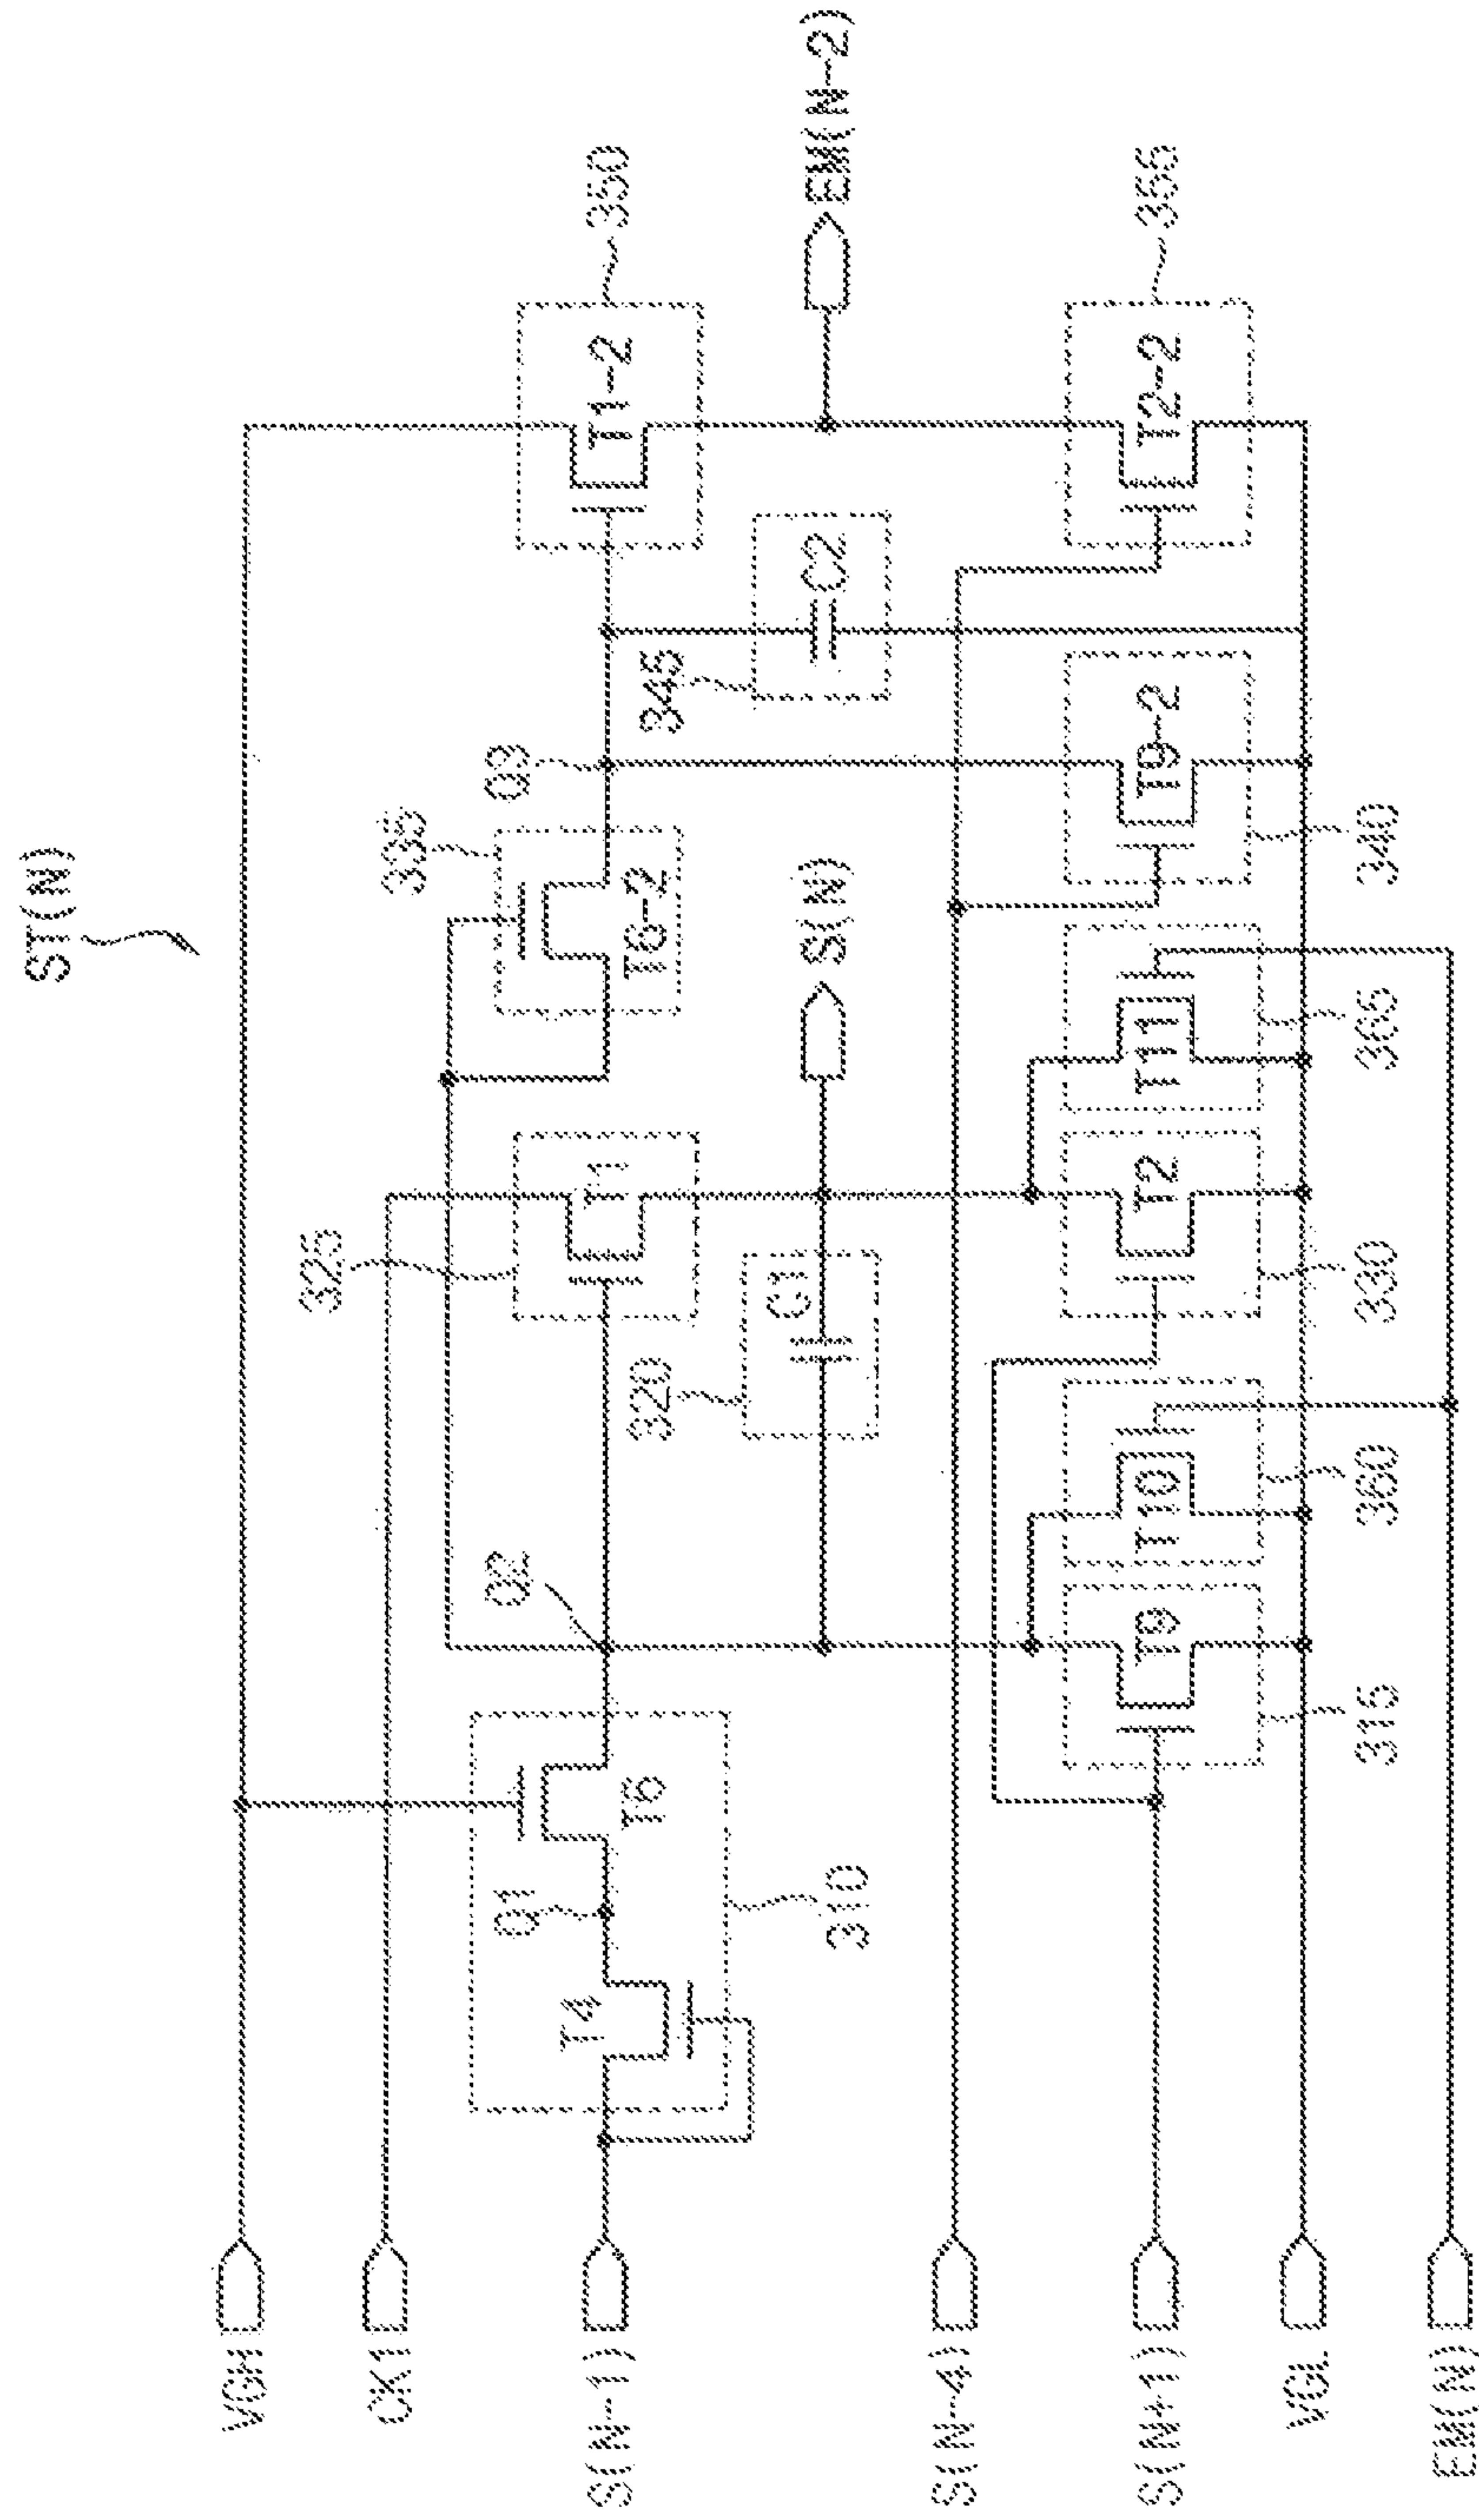 ST(N)
VGH
CK1
S(N-1)
S(N-4)
S(N+1)
VGL
EM(N)
310
T4
Q1
T6
Q2
325
T1
320
C1
335
T6-2
Q3
345
C2
350
T1-2
S(N)
EM(N-2)
315
T9
360
T10
330
T2
365
T11
340
T9-2
355
T2-2